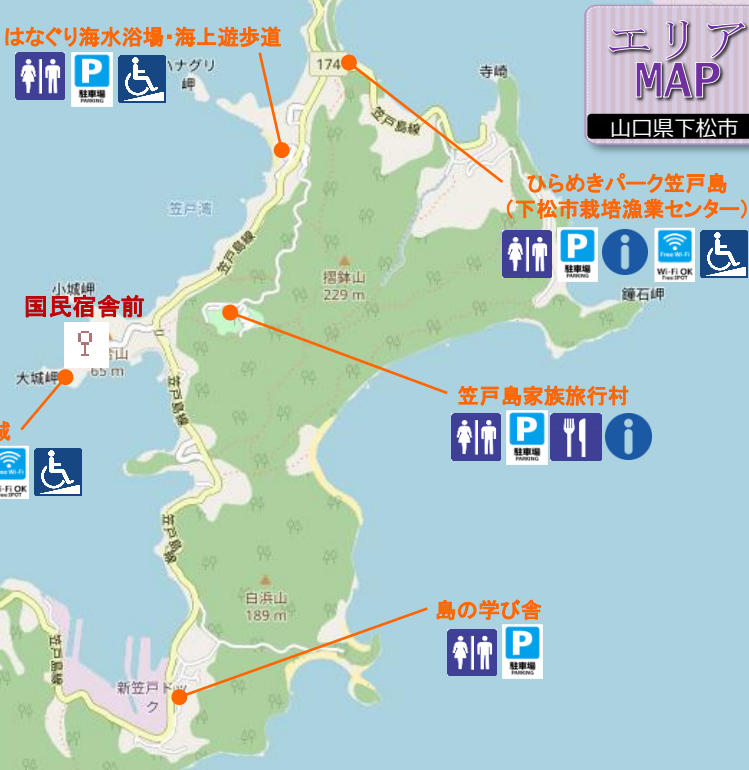 はなぐり海水浴場・海上遊歩道
P
駐車場
PARKING
ハナグリ
岬
174
寺崎
エリア
MAP
山口県下松市
笠戸島線
ひらめきパーク笠戸島
(下松市栽培漁業センター)
P
駐車場
PARKING
i
Free Wi-Fi
Wi-Fi OK
Free SPOT
笠戸湾
笠戸島線
摺鉢山
229 m
小城岬
国民宿舎前
鐘石岬
65 m
大城岬
笠戸島線
笠戸島家族旅行村
P
駐車場
PARKING
i
城
Free Wi-Fi
Wi-Fi OK
Free SPOT
笠戸島線
白浜山
189 m
島の学び舎
P
駐車場
PARKING
笠戸島線
新笠戸ドッ
ク